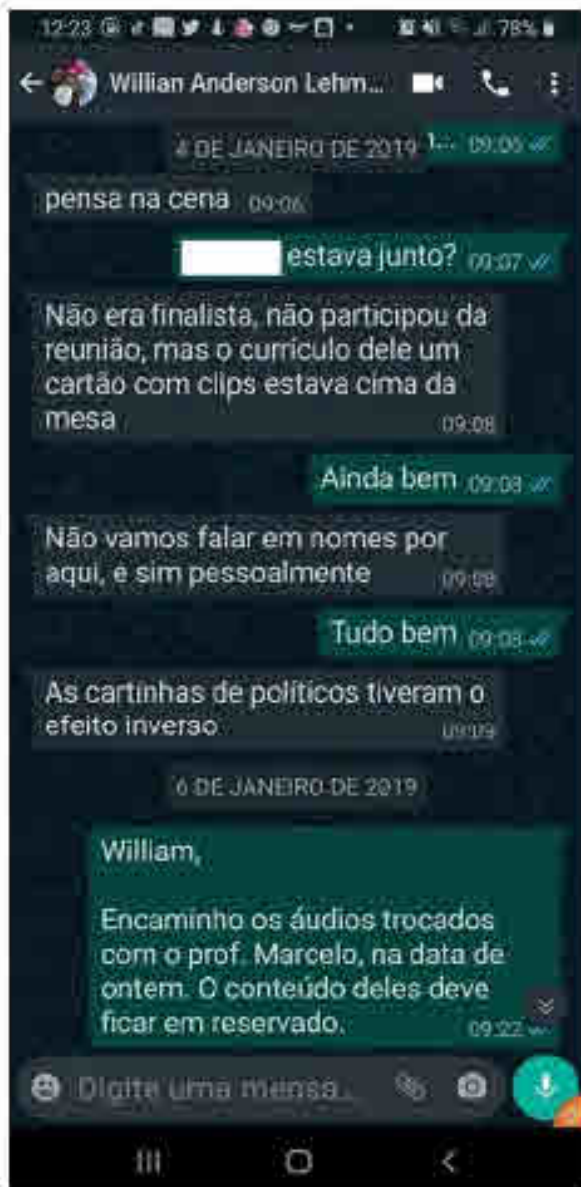 12:23 78%
Willian Anderson Lehm...
4 DE JANEIRO DE 2019 1... 09:06
pensa na cena 09:06
estava junto? 09:07
Não era finalista, não participou da
reunião, mas o curriculo dele um
cartão com clips estava cima da
mesa 09:08
Ainda bem 09:08
Não vamos falar em nomes por
aqui, e sim pessoalmente 09:08
Tudo bem 09:08
As cartinhas de políticos tiveram o
efeito inverso 09:09
6 DE JANEIRO DE 2019
William,
Encaminho os áudios trocados
com o prof. Marcelo, na data de
ontem. O conteúdo deles deve
ficar em reservado. 09:22
Digite uma mensa...